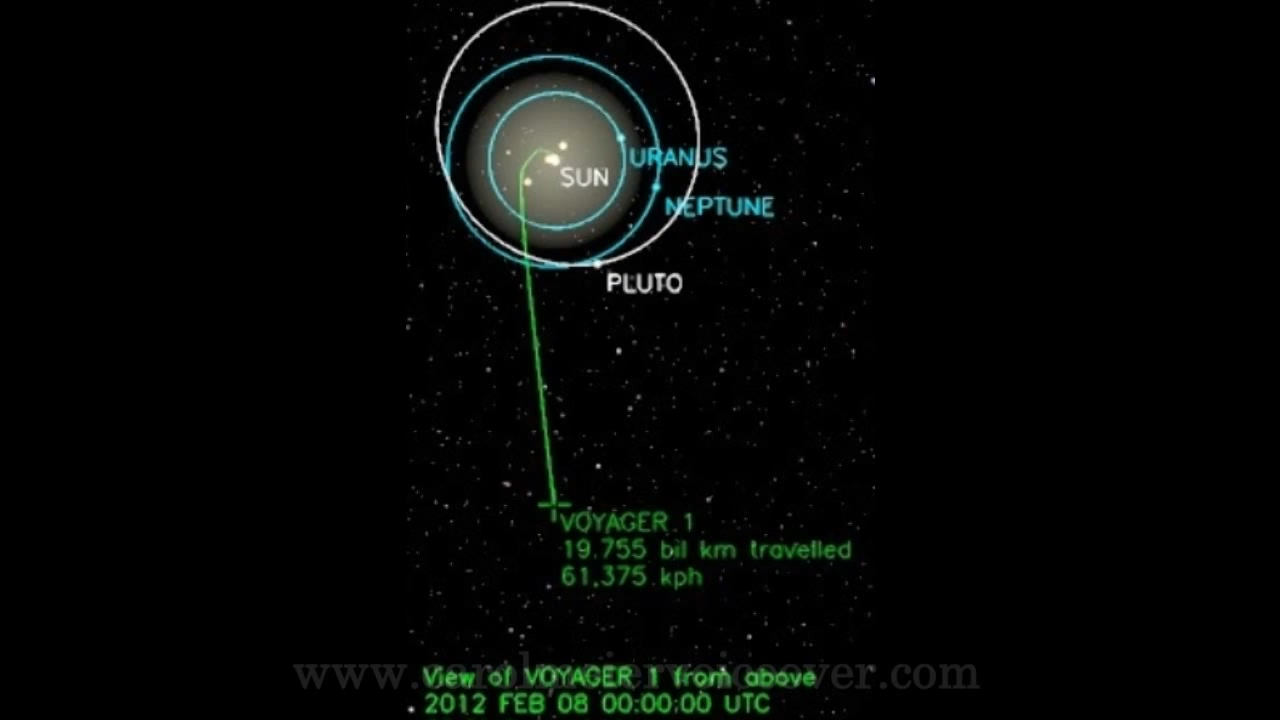 URANUS
SUN
NEPTUNE
PLUTO
VOYAGER 1
19.755 bil km travelled
61,375 kph
View of VOYAGER 1 from above
2012 FEB 08 00:00:00 UTC